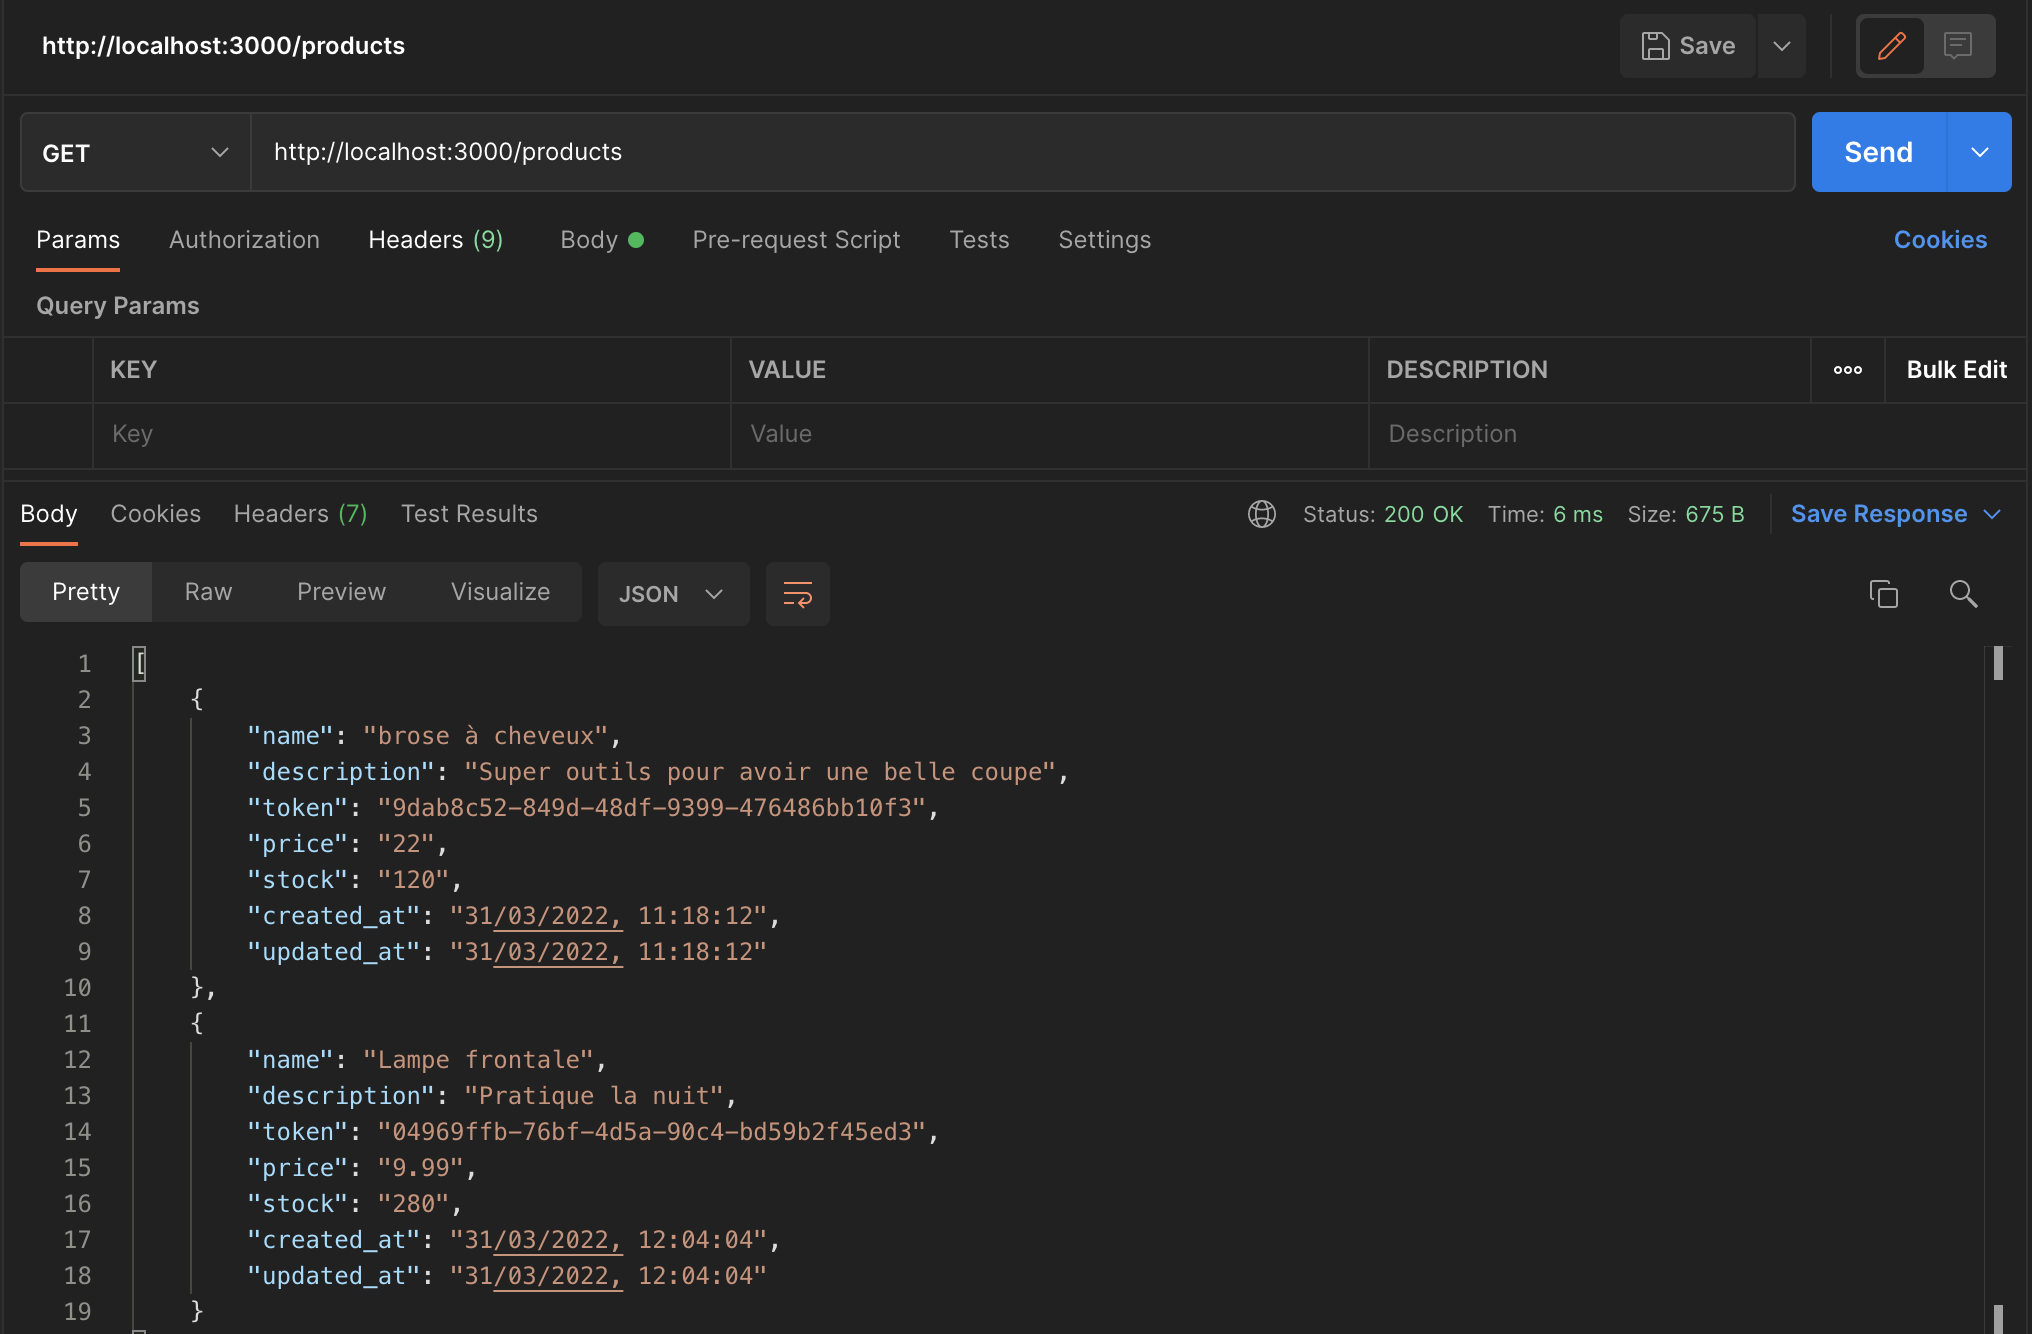 http://localhost:3000/products
Save
GET
http://localhost:3000/products
Send
Params Authorization Headers (9) Body Pre-request Script Tests Settings Cookies
Query Params
KEY VALUE DESCRIPTION Bulk Edit
Key Value Description
Body Cookies Headers (7) Test Results Status: 200 OK Time: 6 ms Size: 675 B Save Response
Pretty Raw Preview Visualize JSON
1 [
2 {
3 "name": "brose à cheveux",
4 "description": "Super outils pour avoir une belle coupe",
5 "token": "9dab8c52-849d-48df-9399-476486bb10f3",
6 "price": "22",
7 "stock": "120",
8 "created_at": "31/03/2022, 11:18:12",
9 "updated_at": "31/03/2022, 11:18:12"
10 },
11 {
12 "name": "Lampe frontale",
13 "description": "Pratique la nuit",
14 "token": "04969ffb-76bf-4d5a-90c4-bd59b2f45ed3",
15 "price": "9.99",
16 "stock": "280",
17 "created_at": "31/03/2022, 12:04:04",
18 "updated_at": "31/03/2022, 12:04:04"
19 }